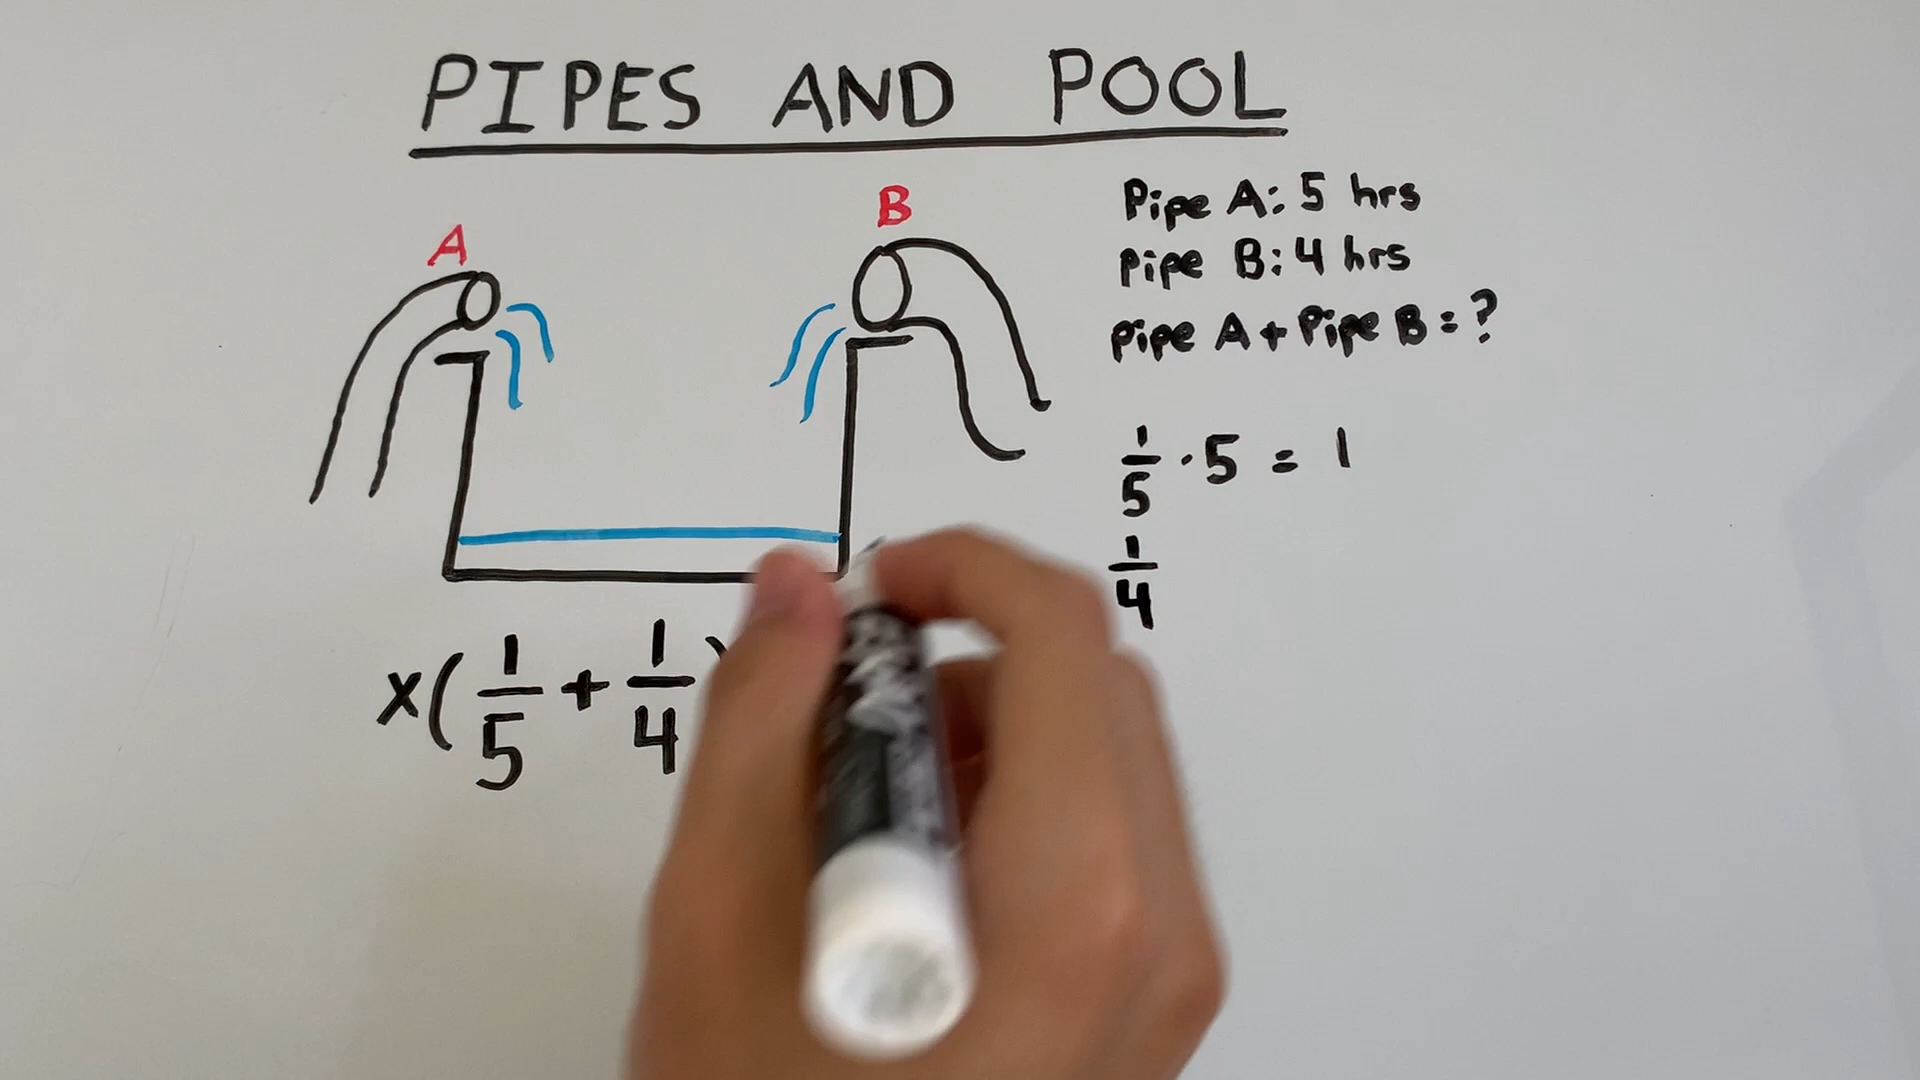 PIPES AND POOL
A
B
Pipe A: 5 hrs
Pipe B: 4 hrs
Pipe A + Pipe B = ?
1/5 · 5 = 1
1/4
x(1/5 + 1/4)